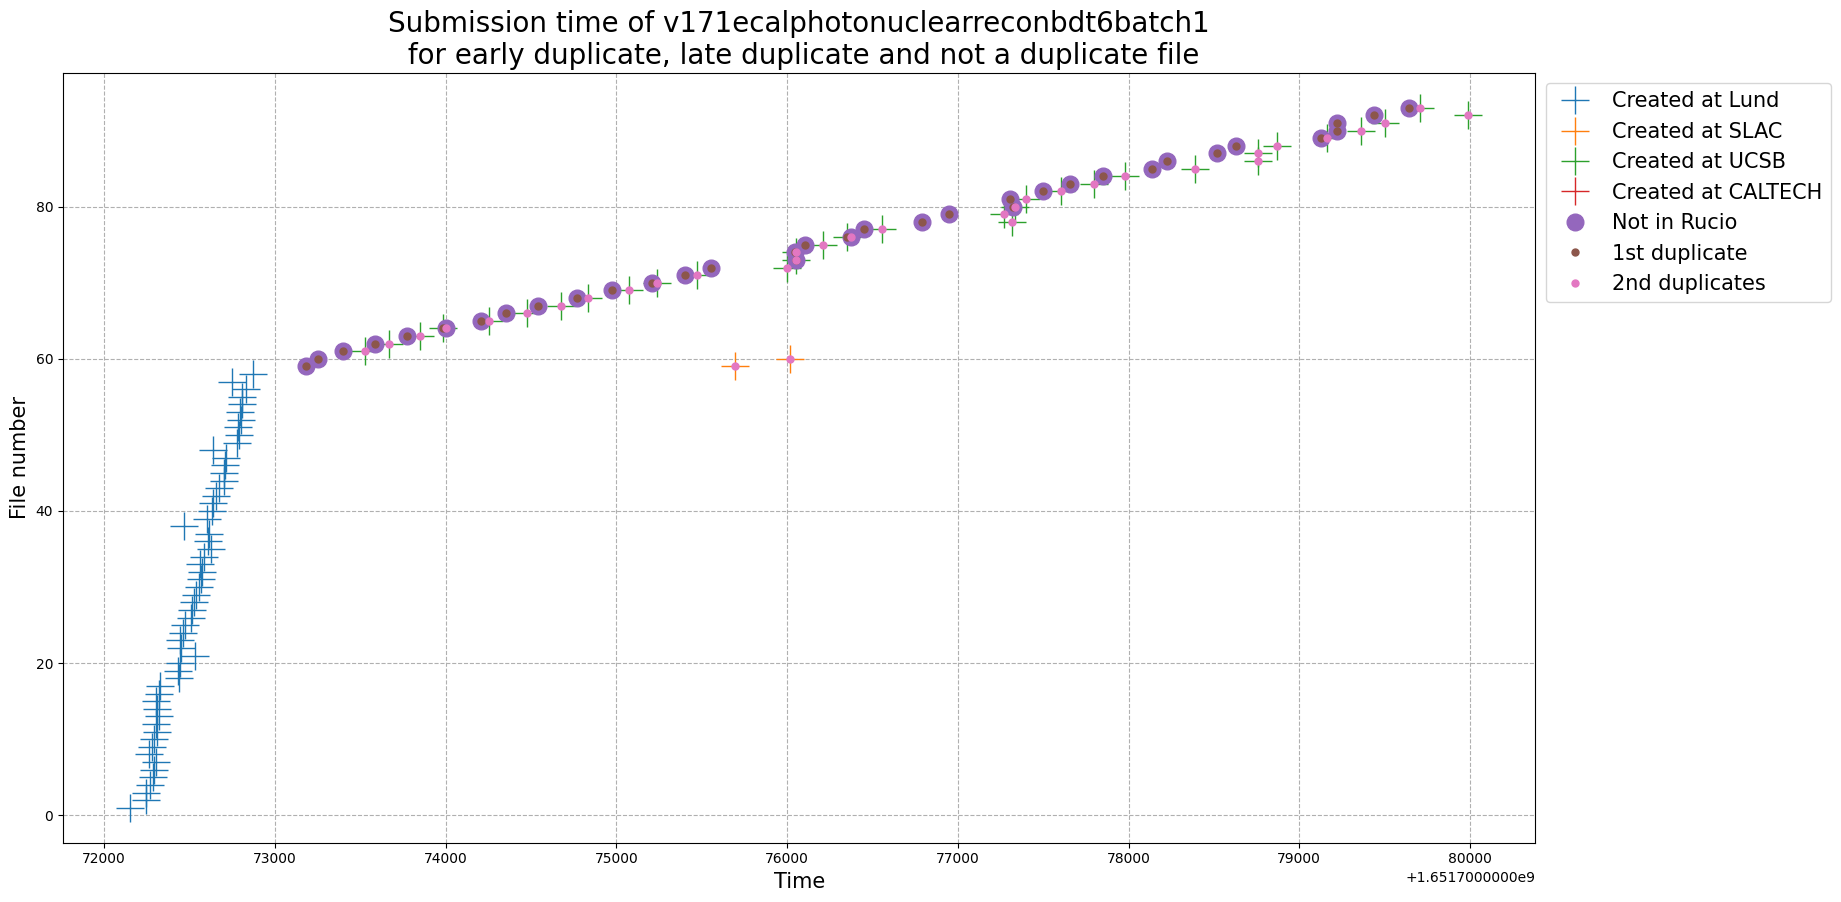 Submission time of v171ecalphotonuclearreconbdt6batch1
for early duplicate, late duplicate and not a duplicate file
Created at Lund
Created at SLAC
Created at UCSB
Created at CALTECH
Not in Rucio
1st duplicate
2nd duplicates
File number
80
60
40
20
0
72000 73000 74000 75000 76000 77000 78000 79000 80000
Time
+1.6517000000e9